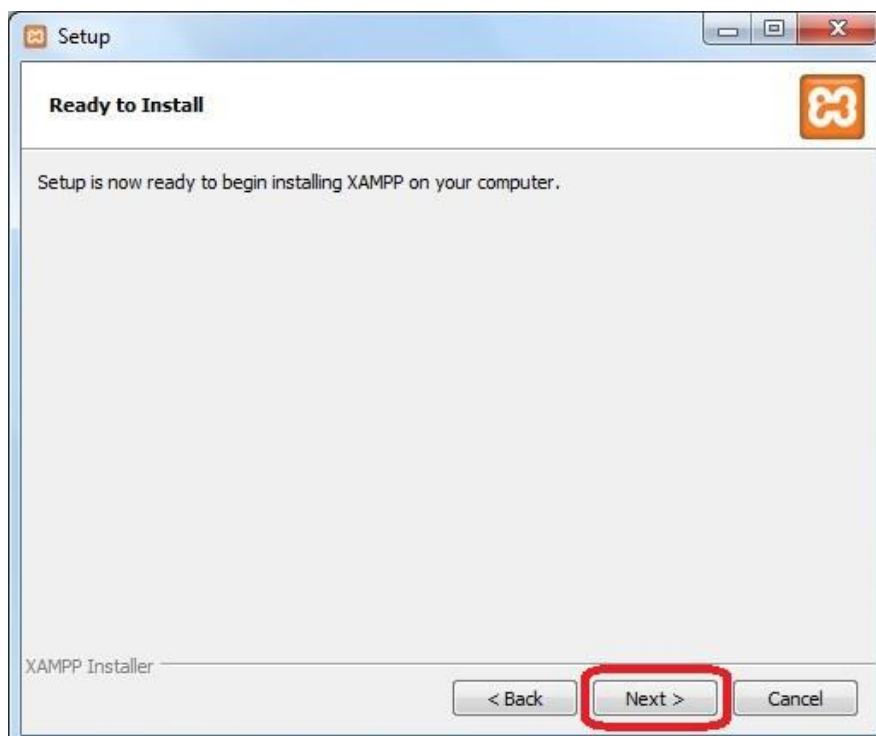 Setup
Ready to Install
Setup is now ready to begin installing XAMPP on your computer.
XAMPP Installer
< Back Next > Cancel